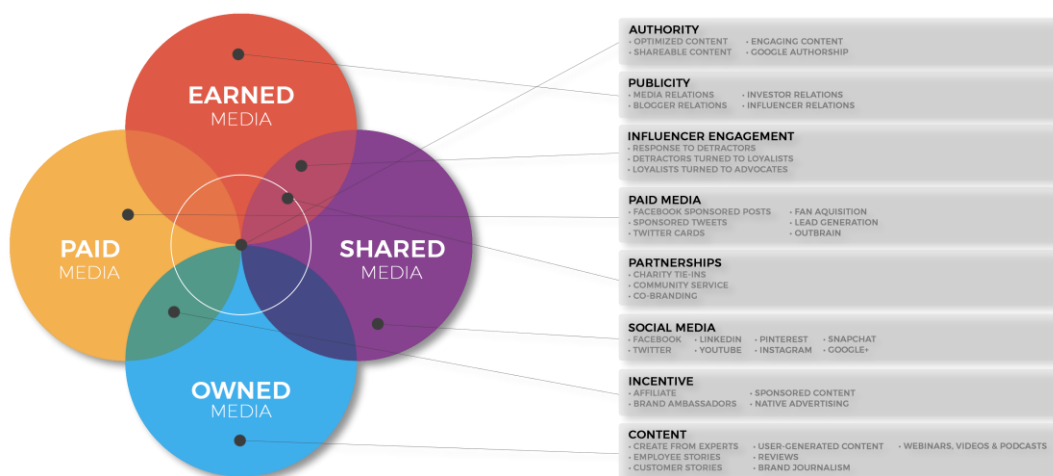 EARNED
MEDIA
PAID
MEDIA
SHARED
MEDIA
OWNED
MEDIA
AUTHORITY
• OPTIMIZED CONTENT • ENGAGING CONTENT
• SHAREABLE CONTENT • GOOGLE AUTHORSHIP
PUBLICITY
• MEDIA RELATIONS • INVESTOR RELATIONS
• BLOGGER RELATIONS • INFLUENCER RELATIONS
INFLUENCER ENGAGEMENT
• RESPONSE TO DETRACTORS
• DETRACTORS TURNED TO LOYALISTS
• LOYALISTS TURNED TO ADVOCATES
PAID MEDIA
• FACEBOOK SPONSORED POSTS • FAN AQUISITION
• SPONSORED TWEETS • LEAD GENERATION
• TWITTER CARDS • OUTBRAIN
PARTNERSHIPS
• CHARITY TIE-INS
• COMMUNITY SERVICE
• CO-BRANDING
SOCIAL MEDIA
• FACEBOOK • LINKEDIN • PINTEREST • SNAPCHAT
• TWITTER • YOUTUBE • INSTAGRAM • GOOGLE+
INCENTIVE
• AFFILIATE • SPONSORED CONTENT
• BRAND AMBASSADORS • NATIVE ADVERTISING
CONTENT
• CREATE FROM EXPERTS • USER-GENERATED CONTENT • WEBINARS, VIDEOS & PODCASTS
• EMPLOYEE STORIES • REVIEWS
• CUSTOMER STORIES • BRAND JOURNALISM